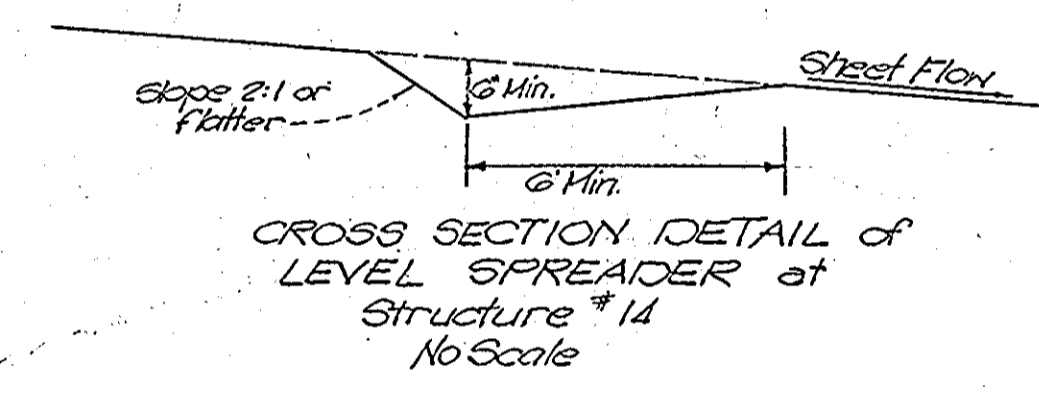 Sheet Flow
Slope 2:1 or
flatter
6" Min.
6' Min.
CROSS SECTION DETAIL of
LEVEL SPREADER at
Structure #14
No Scale